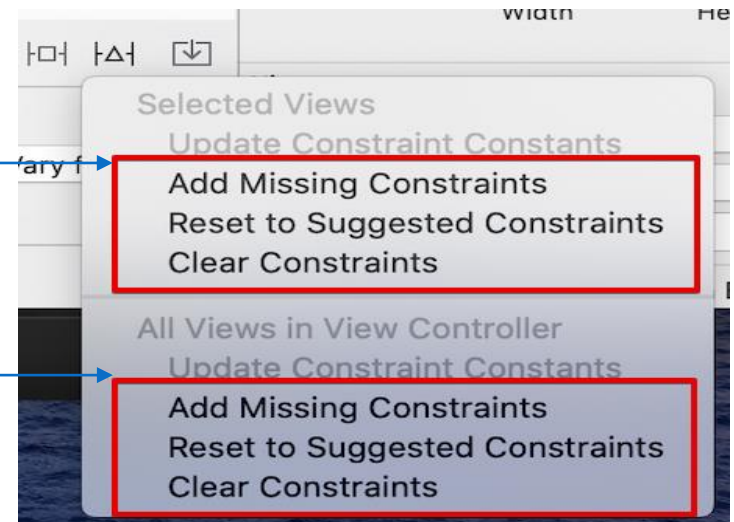 Width
Selected Views
Update Constraint Constants
Add Missing Constraints
Reset to Suggested Constraints
Clear Constraints
All Views in View Controller
Update Constraint Constants
Add Missing Constraints
Reset to Suggested Constraints
Clear Constraints